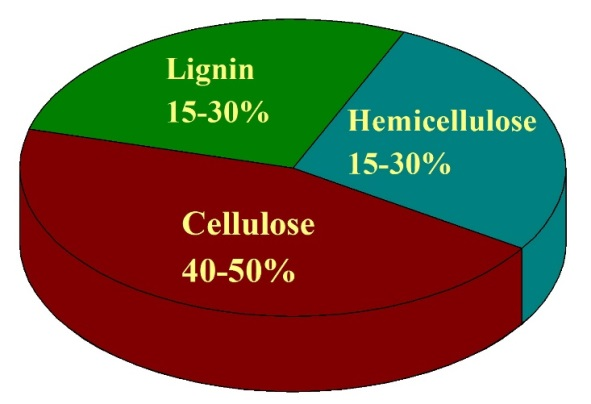 Lignin
15-30%
Hemicellulose
15-30%
Cellulose
40-50%